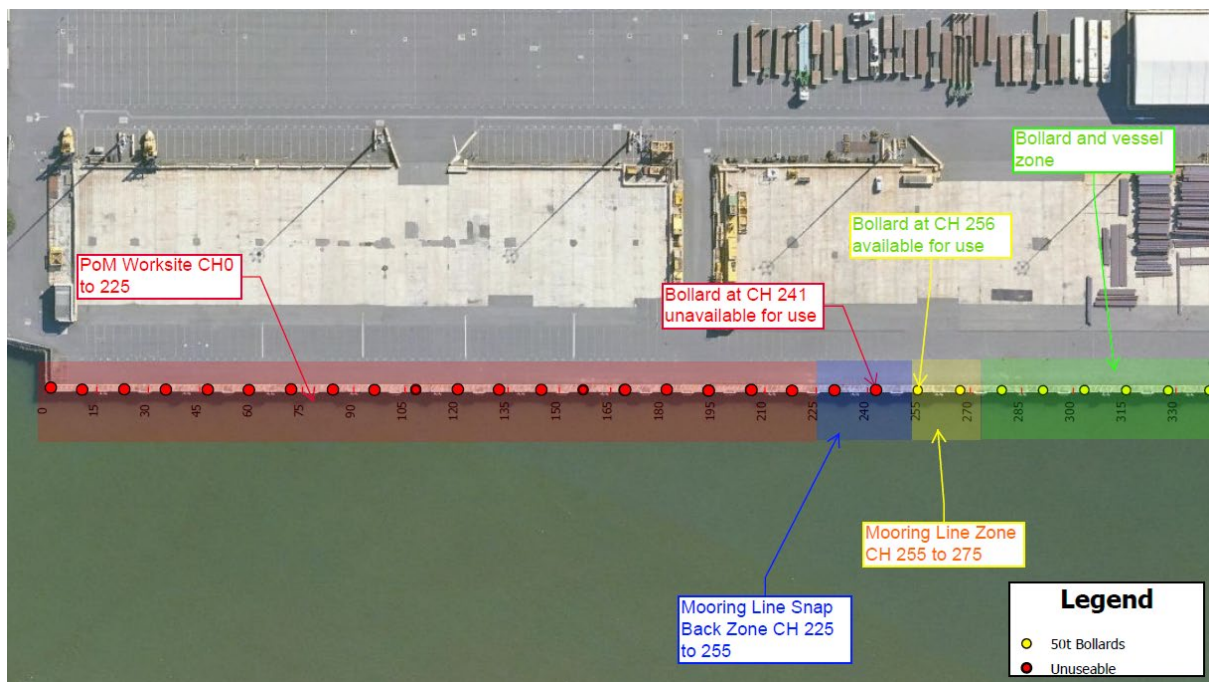 Bollard and vessel
zone
Bollard at CH 256
available for use
PoM Worksite CH0
to 225
Bollard at CH 241
unavailable for use
0
15
30
45
60
75
90
105
120
135
150
165
180
195
210
225
240
255
270
285
300
315
330
Mooring Line Zone
CH 255 to 275
Mooring Line Snap
Back Zone CH 225
to 255
Legend
50t Bollards
Unuseable